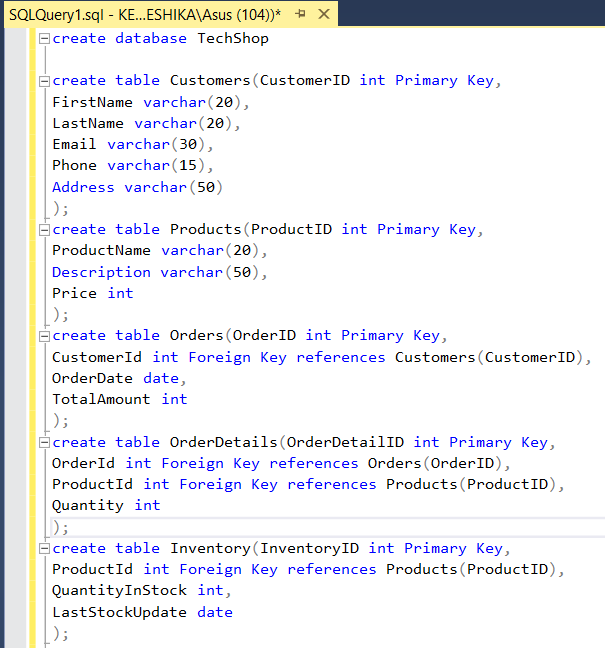 SQLQuery1.sql - KE...ESHIKA\Asus (104))*
create database TechShop
create table Customers(CustomerID int Primary Key,
FirstName varchar(20),
LastName varchar(20),
Email varchar(30),
Phone varchar(15),
Address varchar(50)
);
create table Products(ProductID int Primary Key,
ProductName varchar(20),
Description varchar(50),
Price int
);
create table Orders(OrderID int Primary Key,
CustomerId int Foreign Key references Customers(CustomerID),
OrderDate date,
TotalAmount int
);
create table OrderDetails(OrderDetailID int Primary Key,
OrderId int Foreign Key references Orders(OrderID),
ProductId int Foreign Key references Products(ProductID),
Quantity int
);
create table Inventory(InventoryID int Primary Key,
ProductId int Foreign Key references Products(ProductID),
QuantityInStock int,
LastStockUpdate date
);